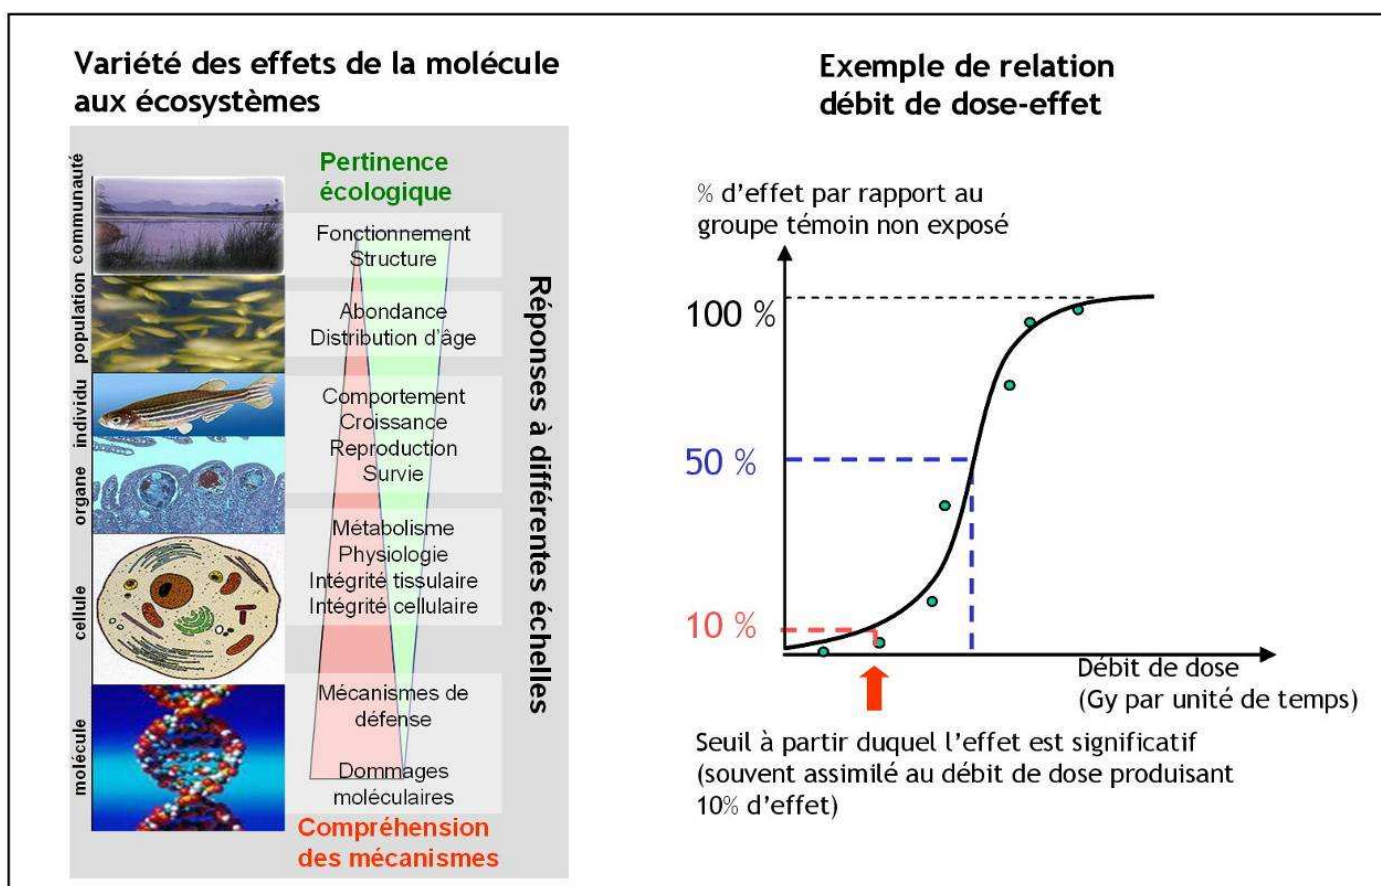 Variété des effets de la molécule
aux écosystèmes
Pertinence
écologique
communauté
population
individu
organe
cellule
molécule
Fonctionnement
Structure
Abondance
Distribution d'âge
Comportement
Croissance
Reproduction
Survie
Métabolisme
Physiologie
Intégrité tissulaire
Intégrité cellulaire
Mécanismes de
défense
Dommages
moléculaires
Compréhension
des mécanismes
Réponses à différentes échelles
Exemple de relation
débit de dose-effet
% d'effet par rapport au
groupe témoin non exposé
100 %
50 %
10 %
Débit de dose
(Gy par unité de temps)
Seuil à partir duquel l'effet est significatif
(souvent assimilé au débit de dose produisant
10% d'effet)